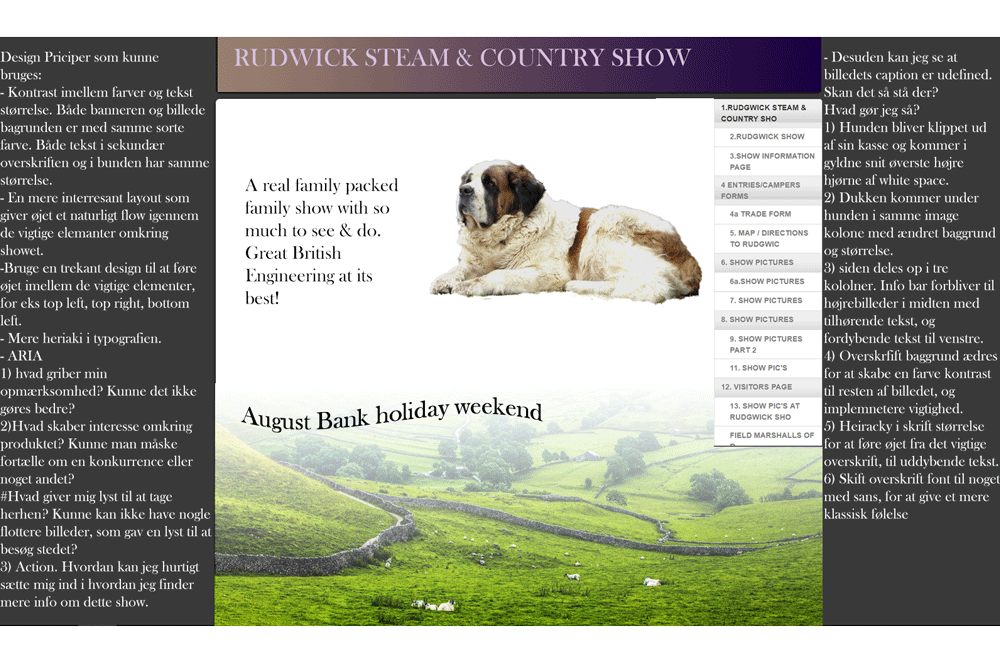 Design Priciper som kunne
bruges:
- Kontrast imellem farver og tekst
størrelse. Både banneren og billede
bagrunden er med samme sorte
farve. Både tekst i sekundær
overskriften og i bunden har samme
størrelse.
- En mere interresant layout som
giver øjet et naturligt flow igennem
de vigtige elemanter omkring
showet.
-Bruge en trekant design til at føre
øjet imellem de vigtige elementer,
for eks top left, top right, bottom
left.
- Mere heriaki i typografien.
- ARIA
1) hvad griber min
opmærksomhed? Kunne det ikke
gøres bedre?
2)Hvad skaber interesse omkring
produktet? Kunne man måske
fortælle om en konkurrence eller
noget andet?
#Hvad giver mig lyst til at tage
herhen? Kunne kan ikke have nogle
flottere billeder, som gav en lyst til at
besøg stedet?
3) Action. Hvordan kan jeg hurtigt
sætte mig ind i hvordan jeg finder
mere info om dette show.
RUDWICK STEAM & COUNTRY SHOW
A real family packed
family show with so
much to see & do.
Great British
Engineering at its
best!
August Bank holiday weekend
1.RUDGWICK STEAM &
COUNTRY SHO
2.RUDGWICK SHOW
3.SHOW INFORMATION
PAGE
4 ENTRIES/CAMPERS
FORMS
4a TRADE FORM
5. MAP / DIRECTIONS
TO RUDGWIC
6. SHOW PICTURES
6a.SHOW PICTURES
7. SHOW PICTURES
8. SHOW PICTURES
9. SHOW PICTURES
PART 2
11. SHOW PIC'S
12. VISITORS PAGE
13. SHOW PIC'S AT
RUDGWICK SHO
FIELD MARSHALLS OF
- Desuden kan jeg se at
billedets caption er udefined.
Skan det så stå der?
Hvad gør jeg så?
1) Hunden bliver klippet ud
af sin kasse og kommer i
gyldne snit øverste højre
hjørne af white space.
2) Dukken kommer under
hunden i samme image
kolone med ændret baggrund
og størrelse.
3) siden deles op i tre
kololner. Info bar forbliver til
højrebilleder i midten med
tilhørende tekst, og
fordybende tekst til venstre.
4) Overskrfift baggrund ædres
for at skabe en farve kontrast
til resten af billedet, og
implemnetere vigtighed.
5) Heiracky i skrift størrelse
for at føre øjet fra det vigtige
overskrift, til uddybende tekst.
6) Skift overskrift font til noget
med sans, for at give et mere
klassisk følelse